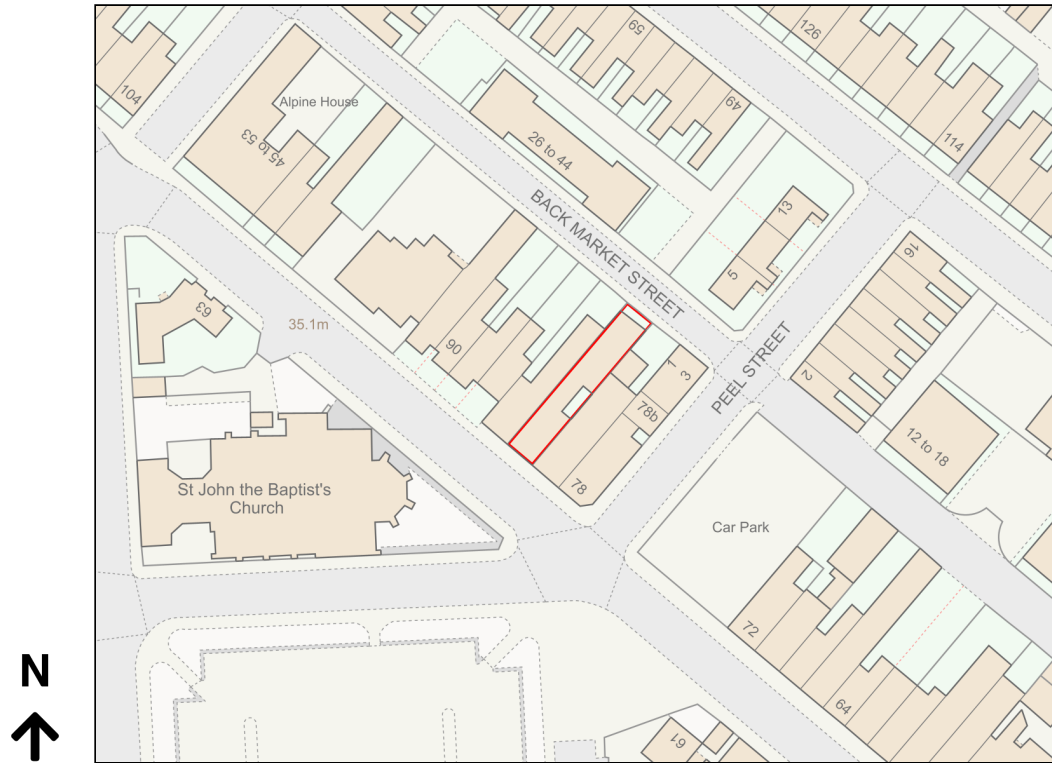 59
126
104
Alpine House
49
114
45 to 53
26 to 44
13
BACK MARKET STREET
5
16
63
35.1m
90
1
3
PEEL STREET
2
78b
12 to 18
St John the Baptist's
Church
78
Car Park
72
N
64
61